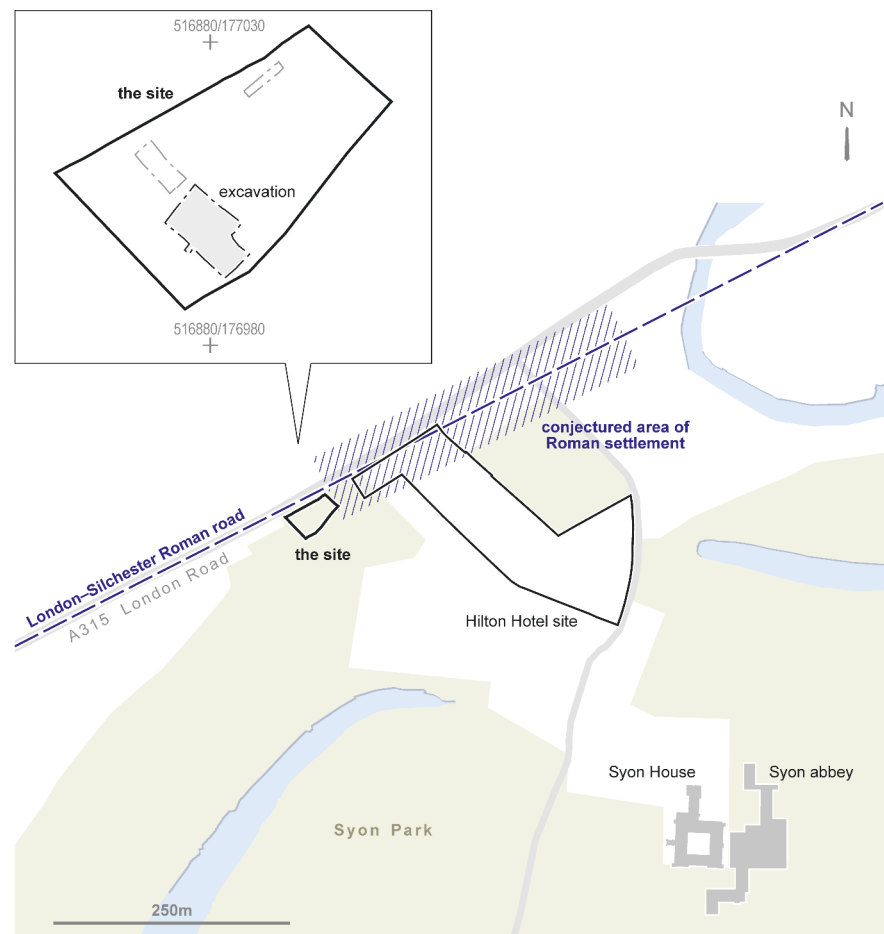 516880/177030
the site
excavation
516880/176980
N
conjectured area of
Roman settlement
London–Silchester Roman road
A315 London Road
the site
Hilton Hotel site
Syon House
Syon abbey
Syon Park
250m